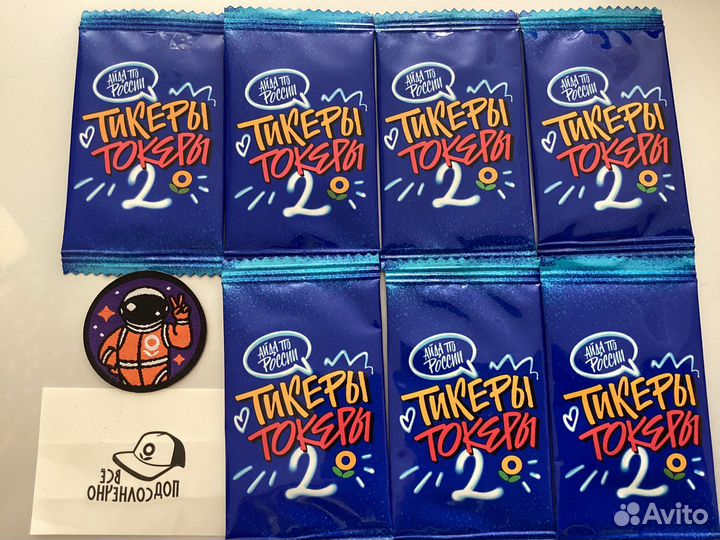 АЙДА ПО
РОССИИ
ТИКЕРЫ
ТОКЕРЫ
2
АЙДА ПО
РОССИИ
ТИКЕРЫ
ТОКЕРЫ
2
АЙДА ПО
РОССИИ
ТИКЕРЫ
ТОКЕРЫ
2
АЙДА ПО
РОССИИ
ТИКЕРЫ
ТОКЕРЫ
2
АЙДА ПО
РОССИИ
ТИКЕРЫ
ТОКЕРЫ
2
АЙДА ПО
РОССИИ
ТИКЕРЫ
ТОКЕРЫ
2
АЙДА ПО
РОССИИ
ТИКЕРЫ
ТОКЕРЫ
2
ВСЁ
ПОДСОЛНЕЧНО
Avito